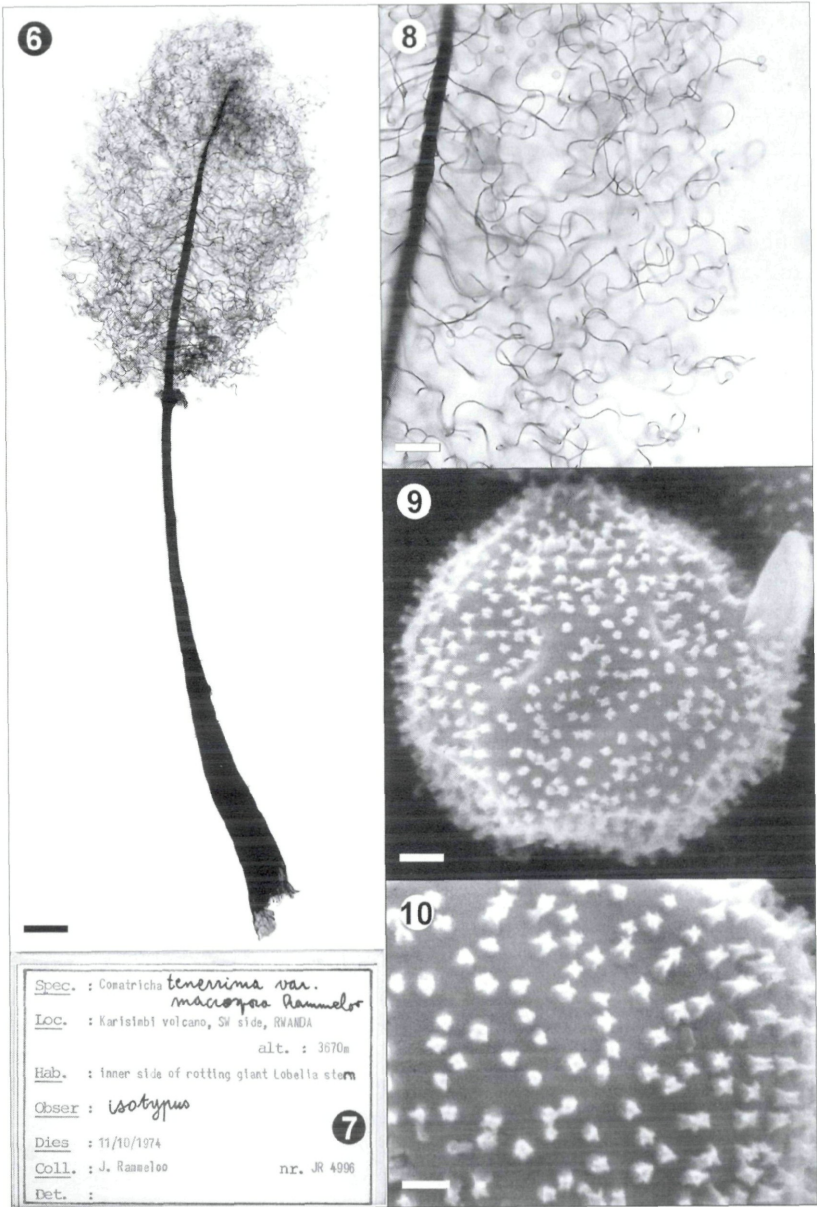 6
8
9
10
Spec. : Comatricha tenerrima var.
macrospora Rammeloo
Loc. : Karisimbi volcano, SW side, RWANDA
alt. : 3670m
Hab. : inner side of rotting giant Lobelia stem
Obser : isotypus
7
Dies : 11/10/1974
Coll. : J. Rammeloo nr. JR 4996
Det. :